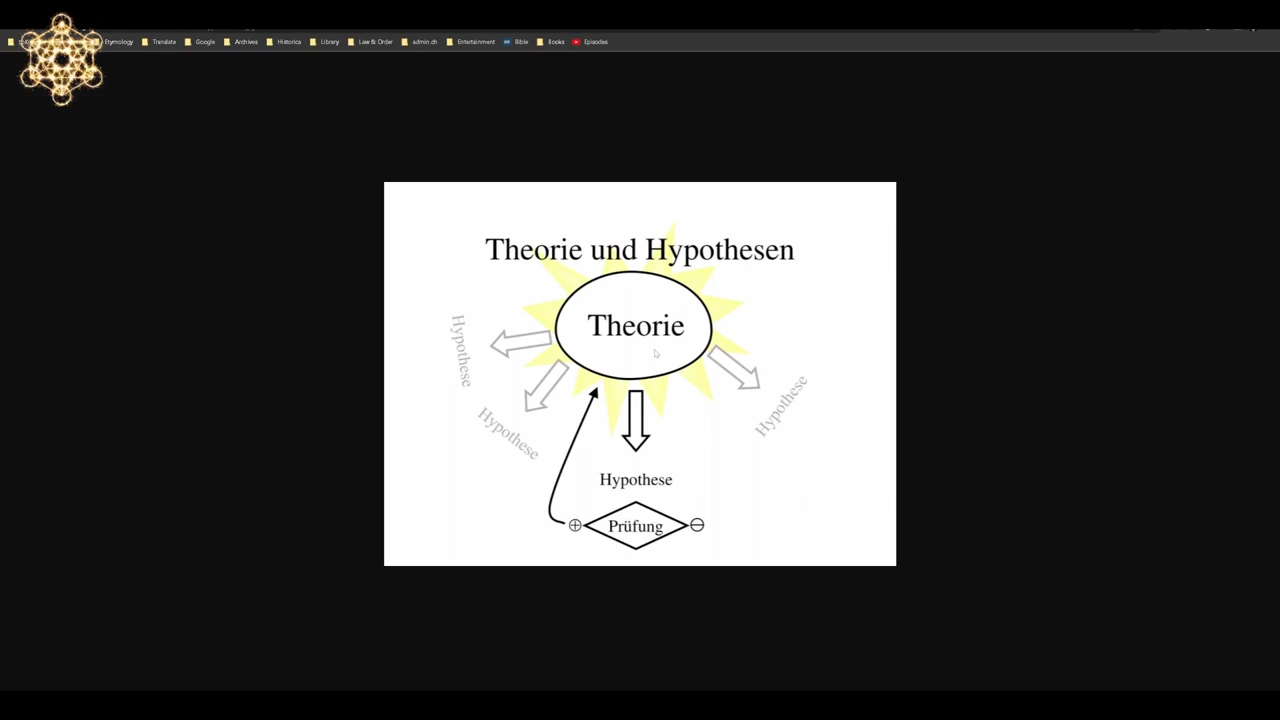 Etymology Translate Google Archives Historica Library Law & Order admin.ch Entertainment Bible Books Episodes
Theorie und Hypothesen
Theorie
Hypothese
Hypothese
Hypothese
Hypothese
⊕ Prüfung ⊖